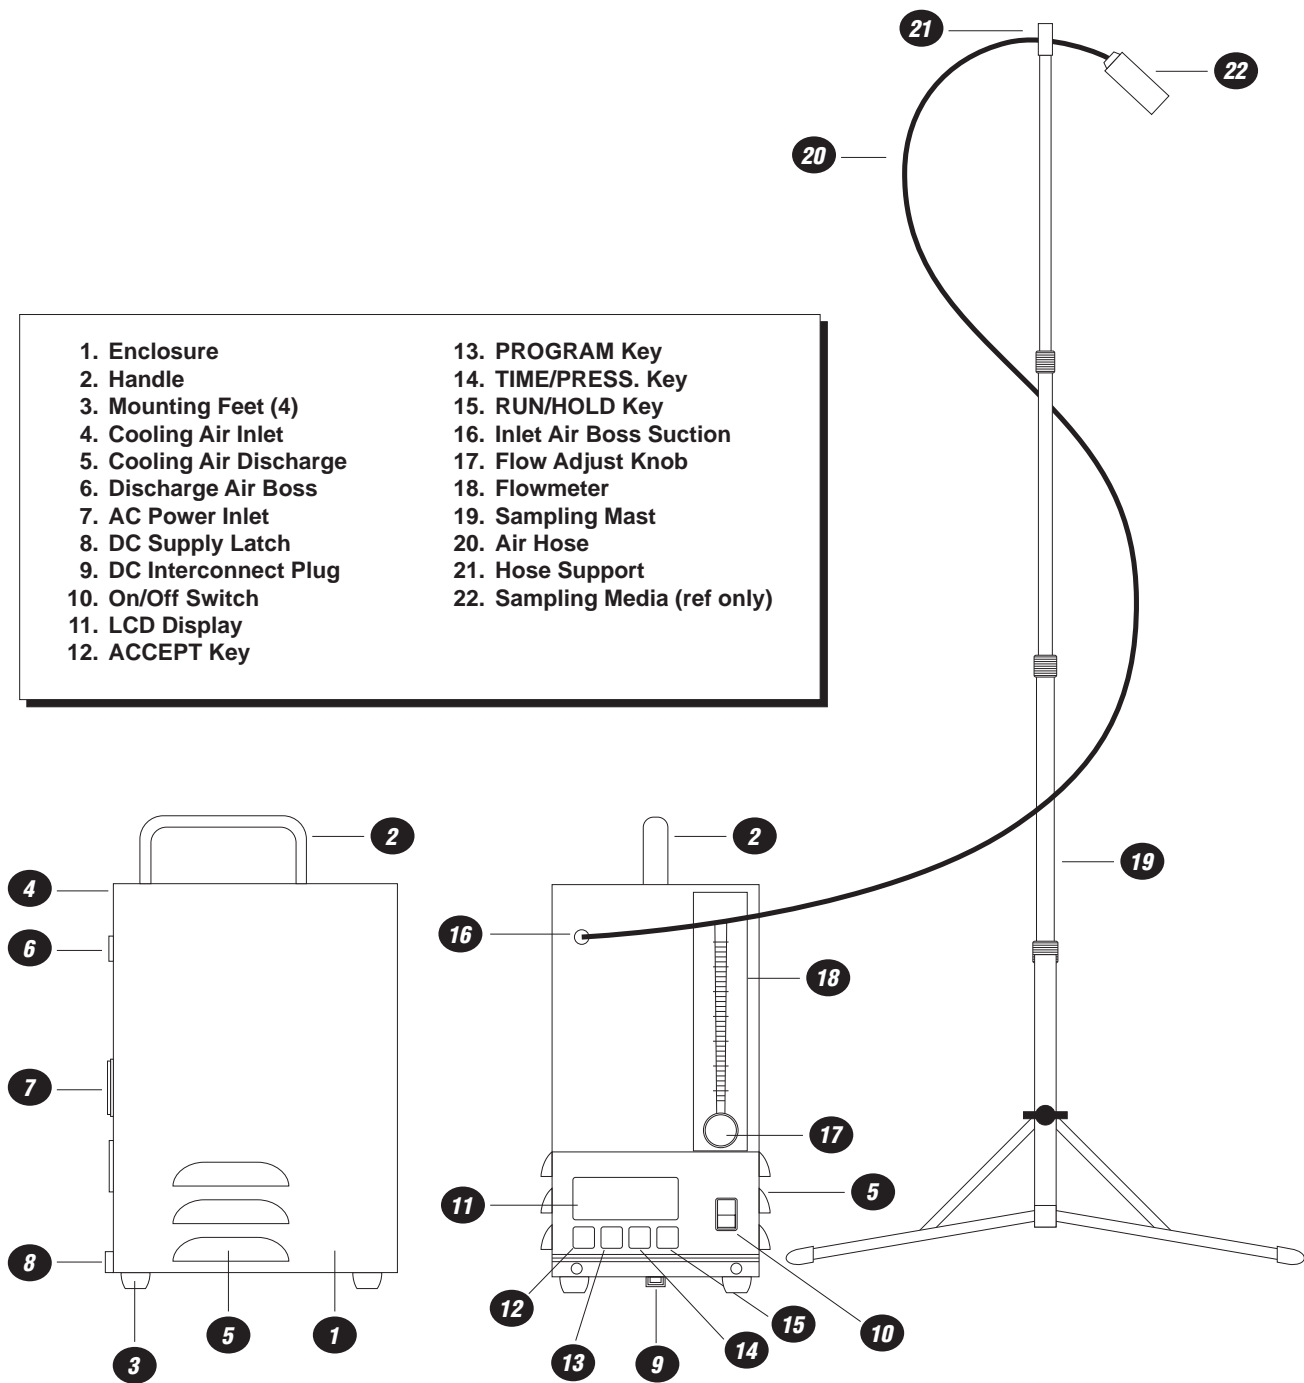 21
22
20
1. Enclosure
2. Handle
3. Mounting Feet (4)
4. Cooling Air Inlet
5. Cooling Air Discharge
6. Discharge Air Boss
7. AC Power Inlet
8. DC Supply Latch
9. DC Interconnect Plug
10. On/Off Switch
11. LCD Display
12. ACCEPT Key
13. PROGRAM Key
14. TIME/PRESS. Key
15. RUN/HOLD Key
16. Inlet Air Boss Suction
17. Flow Adjust Knob
18. Flowmeter
19. Sampling Mast
20. Air Hose
21. Hose Support
22. Sampling Media (ref only)
2
4
6
7
8
3
5
1
2
16
18
17
5
11
12
13
9
14
15
10
19